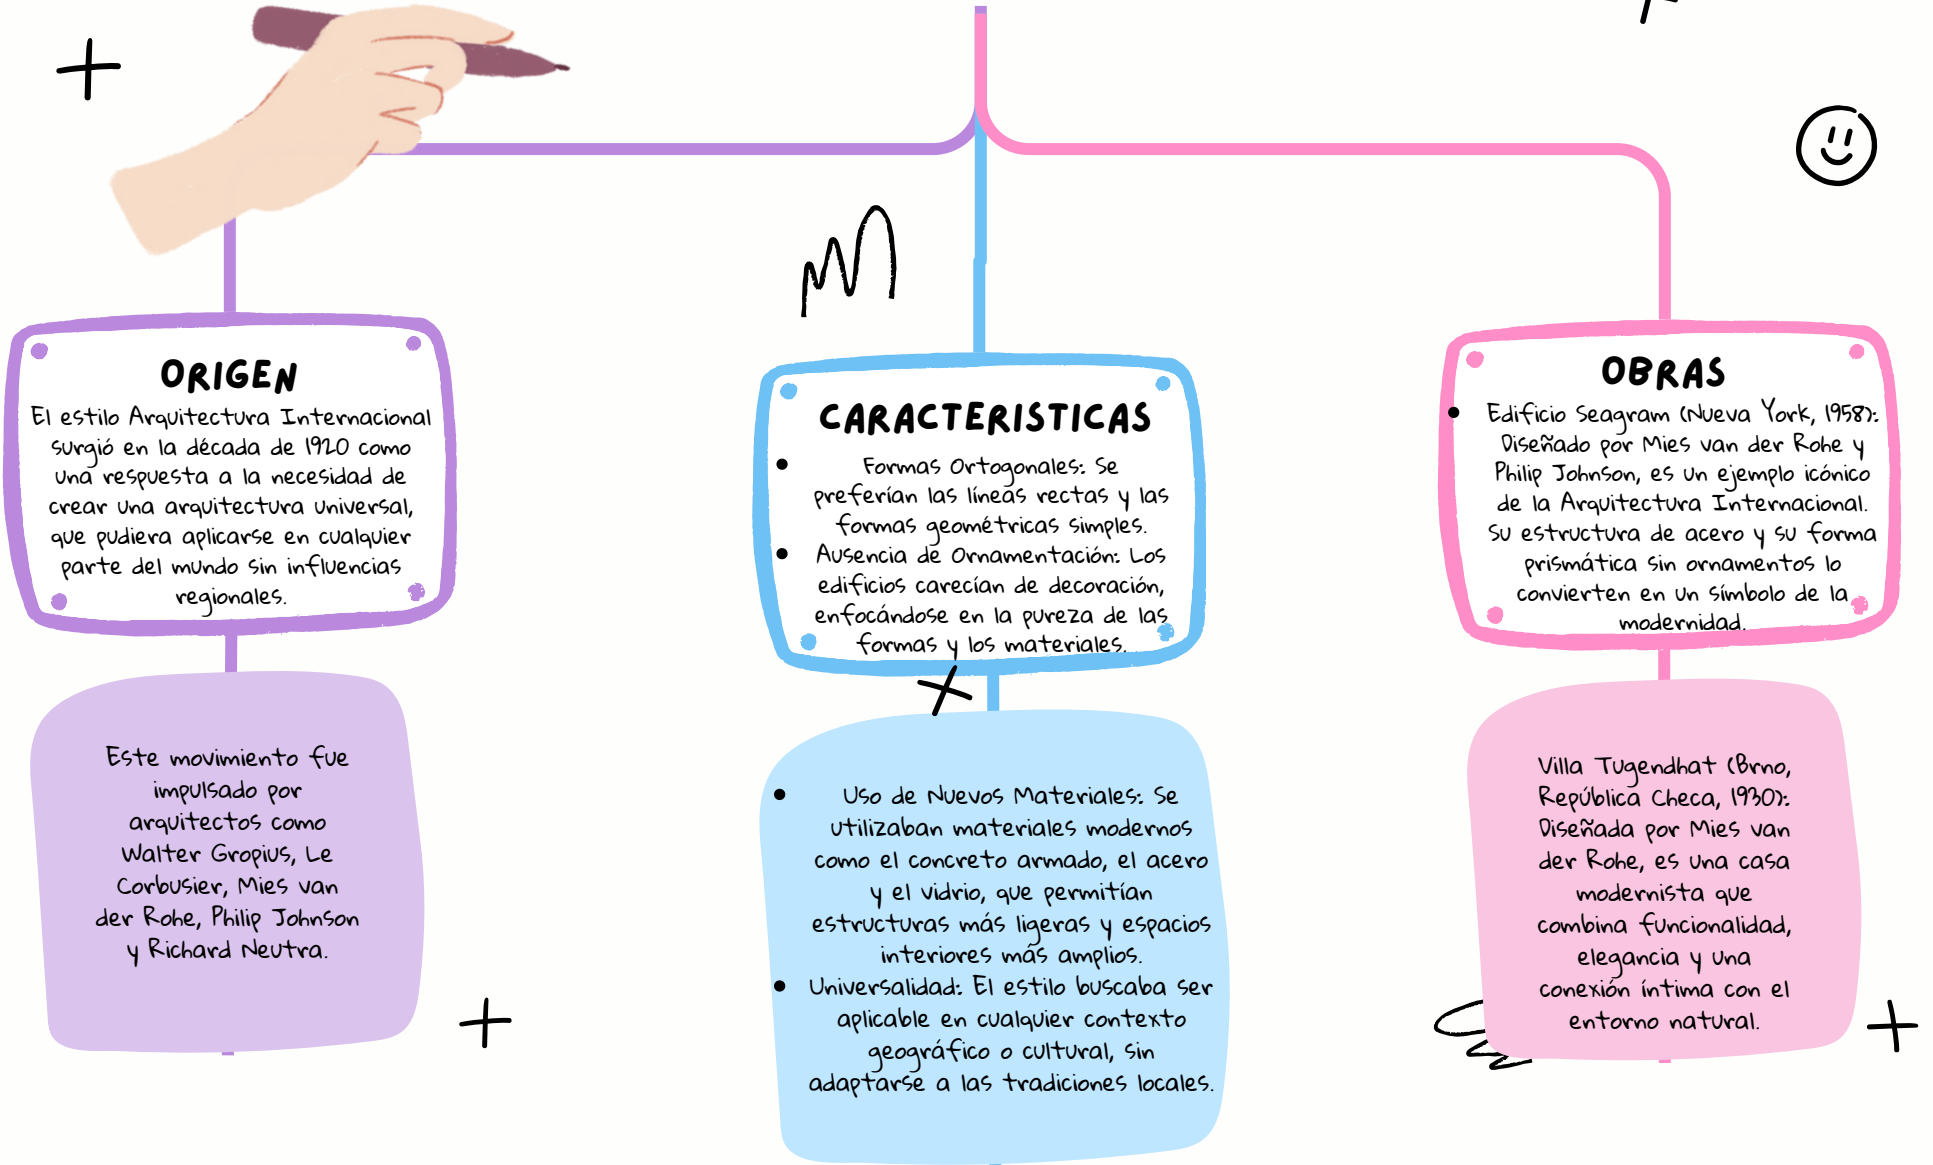 ORIGEN
El estilo Arquitectura Internacional
surgió en la década de 1920 como
una respuesta a la necesidad de
crear una arquitectura universal,
que pudiera aplicarse en cualquier
parte del mundo sin influencias
regionales.
Este movimiento fue
impulsado por
arquitectos como
Walter Gropius, Le
Corbusier, Mies van
der Rohe, Philip Johnson
y Richard Neutra.
CARACTERISTICAS
• Formas Ortogonales: Se
preferían las líneas rectas y las
formas geométricas simples.
• Ausencia de Ornamentación: Los
edificios carecían de decoración,
enfocándose en la pureza de las
formas y los materiales.
• Uso de Nuevos Materiales: Se
utilizaban materiales modernos
como el concreto armado, el acero
y el vidrio, que permitían
estructuras más ligeras y espacios
interiores más amplios.
• Universalidad: El estilo buscaba ser
aplicable en cualquier contexto
geográfico o cultural, sin
adaptarse a las tradiciones locales.
OBRAS
• Edificio Seagram (Nueva York, 1958):
Diseñado por Mies van der Rohe y
Philip Johnson, es un ejemplo icónico
de la Arquitectura Internacional.
Su estructura de acero y su forma
prismática sin ornamentos lo
convierten en un símbolo de la
modernidad.
Villa Tugendhat (Brno,
República Checa, 1930):
Diseñada por Mies van
der Rohe, es una casa
modernista que
combina funcionalidad,
elegancia y una
conexión íntima con el
entorno natural.